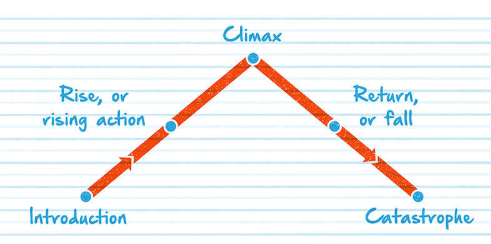 Climax
Rise, or
rising action
Return,
or fall
Introduction
Catastrophe